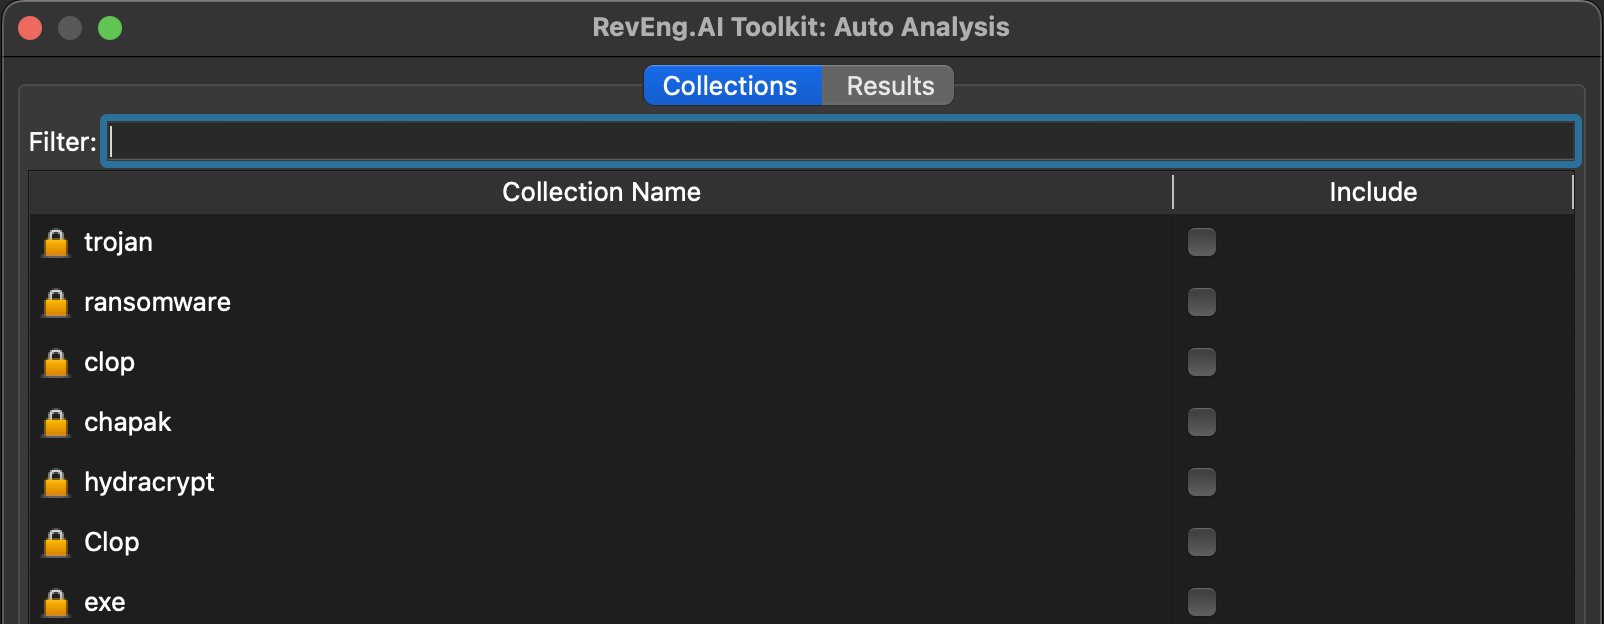 RevEng.AI Toolkit: Auto Analysis
Collections Results
Filter:
Collection Name Include
trojan
ransomware
clop
chapak
hydracrypt
Clop
exe